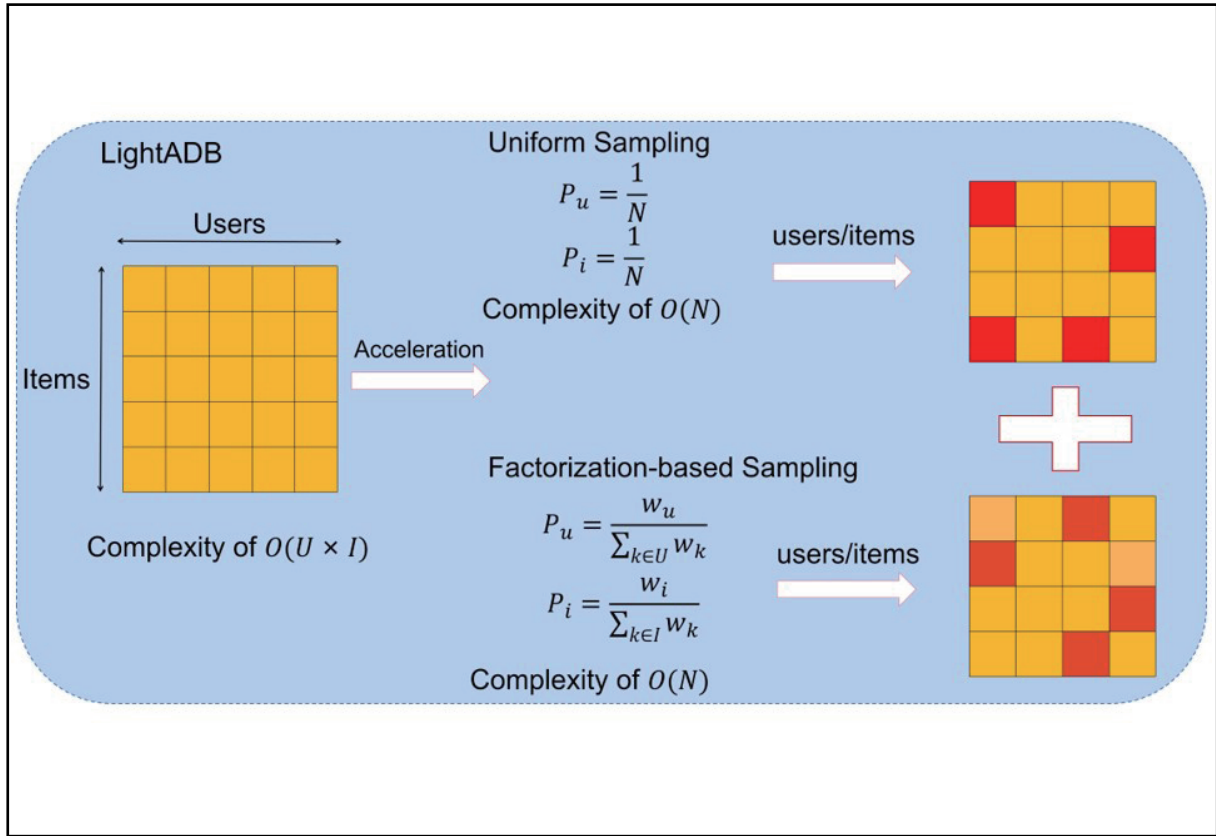 LightADB
Users
Items
Complexity of O(U × I)
Acceleration
Uniform Sampling
P_u = 1/N
P_i = 1/N
Complexity of O(N)
users/items
Factorization-based Sampling
P_u = w_u / ∑_{k∈U} w_k
P_i = w_i / ∑_{k∈I} w_k
Complexity of O(N)
users/items